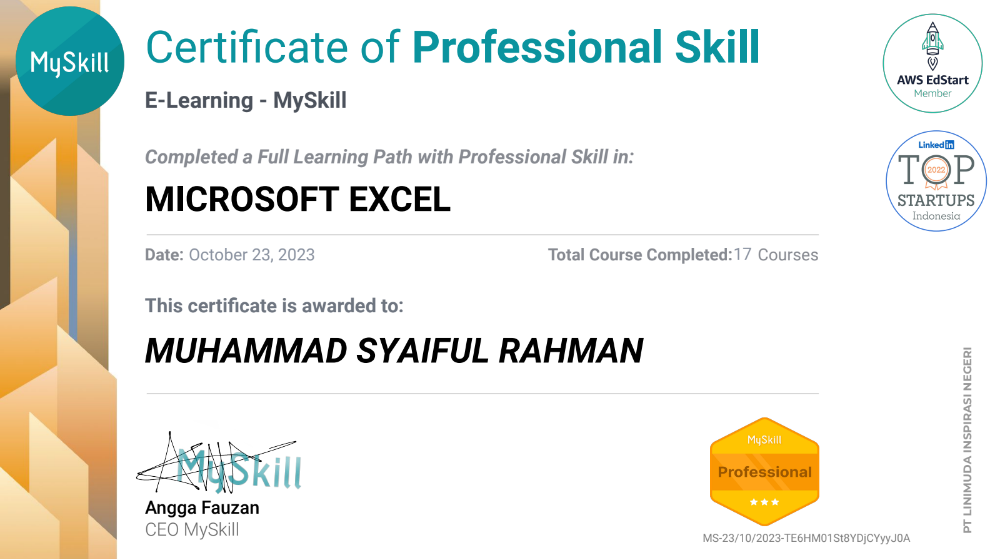 MySkill
Certificate of Professional Skill
E-Learning - MySkill
Completed a Full Learning Path with Professional Skill in:
MICROSOFT EXCEL
Date: October 23, 2023
Total Course Completed:17 Courses
This certificate is awarded to:
MUHAMMAD SYAIFUL RAHMAN
MySkill
Angga Fauzan
CEO MySkill
MySkill
Professional
MS-23/10/2023-TE6HM01St8YDjCYyyJ0A
AWS EdStart
Member
Linkedin
TOP
2022
STARTUPS
Indonesia
PT LINIMUDA INSPIRASI NEGERI